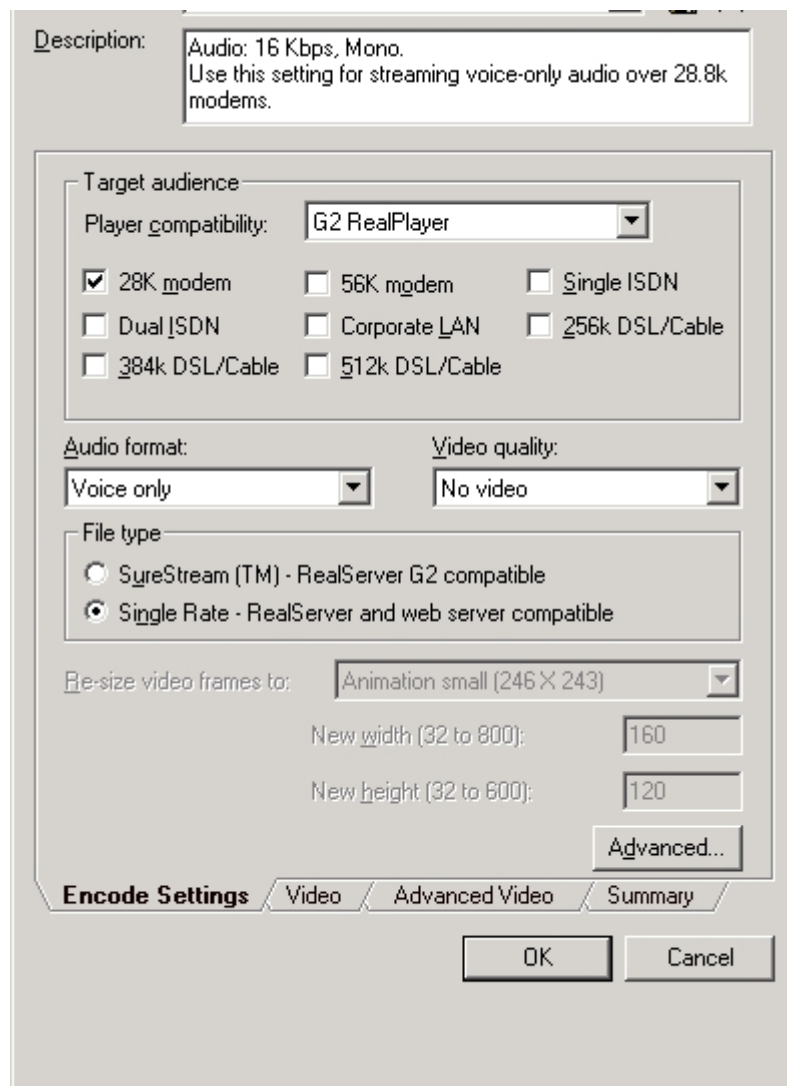 Description:
Audio: 16 Kbps, Mono.
Use this setting for streaming voice-only audio over 28.8k
modems.
Target audience
Player compatibility: G2 RealPlayer
28K modem 56K modem Single ISDN
Dual ISDN Corporate LAN 256k DSL/Cable
384k DSL/Cable 512k DSL/Cable
Audio format: Video quality:
Voice only No video
File type
SureStream (TM) - RealServer G2 compatible
Single Rate - RealServer and web server compatible
Re-size video frames to: Animation small (246 X 243)
New width (32 to 800): 160
New height (32 to 600): 120
Advanced...
Encode Settings Video Advanced Video Summary
OK Cancel